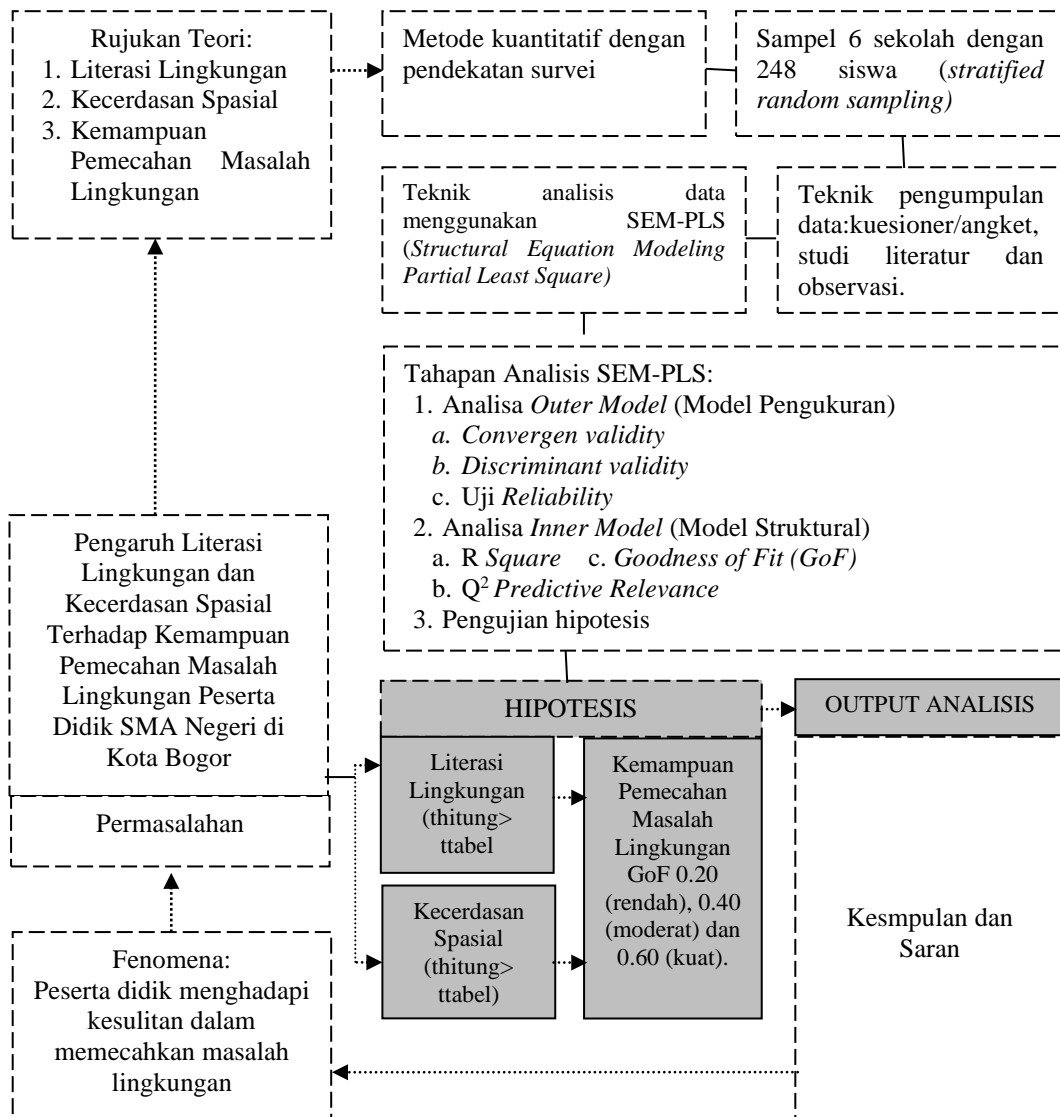 Rujukan Teori:
1. Literasi Lingkungan
2. Kecerdasan Spasial
3. Kemampuan
Pemecahan Masalah
Lingkungan
Metode kuantitatif dengan
pendekatan survei
Sampel 6 sekolah dengan
248 siswa (stratified
random sampling)
Teknik analisis data
menggunakan SEM-PLS
(Structural Equation Modeling
Partial Least Square)
Teknik pengumpulan
data:kuesioner/angket,
studi literatur dan
observasi.
Tahapan Analisis SEM-PLS:
1. Analisa Outer Model (Model Pengukuran)
a. Convergen validity
b. Discriminant validity
c. Uji Reliability
2. Analisa Inner Model (Model Struktural)
a. R Square c. Goodness of Fit (GoF)
b. Q² Predictive Relevance
3. Pengujian hipotesis
Pengaruh Literasi
Lingkungan dan
Kecerdasan Spasial
Terhadap Kemampuan
Pemecahan Masalah
Lingkungan Peserta
Didik SMA Negeri di
Kota Bogor
Permasalahan
HIPOTESIS
OUTPUT ANALISIS
Literasi
Lingkungan
(thitung>
ttabel
Kecerdasan
Spasial
(thitung>
ttabel)
Kemampuan
Pemecahan
Masalah
Lingkungan
GoF 0.20
(rendah), 0.40
(moderat) dan
0.60 (kuat).
Kesmpulan dan
Saran
Fenomena:
Peserta didik menghadapi
kesulitan dalam
memecahkan masalah
lingkungan